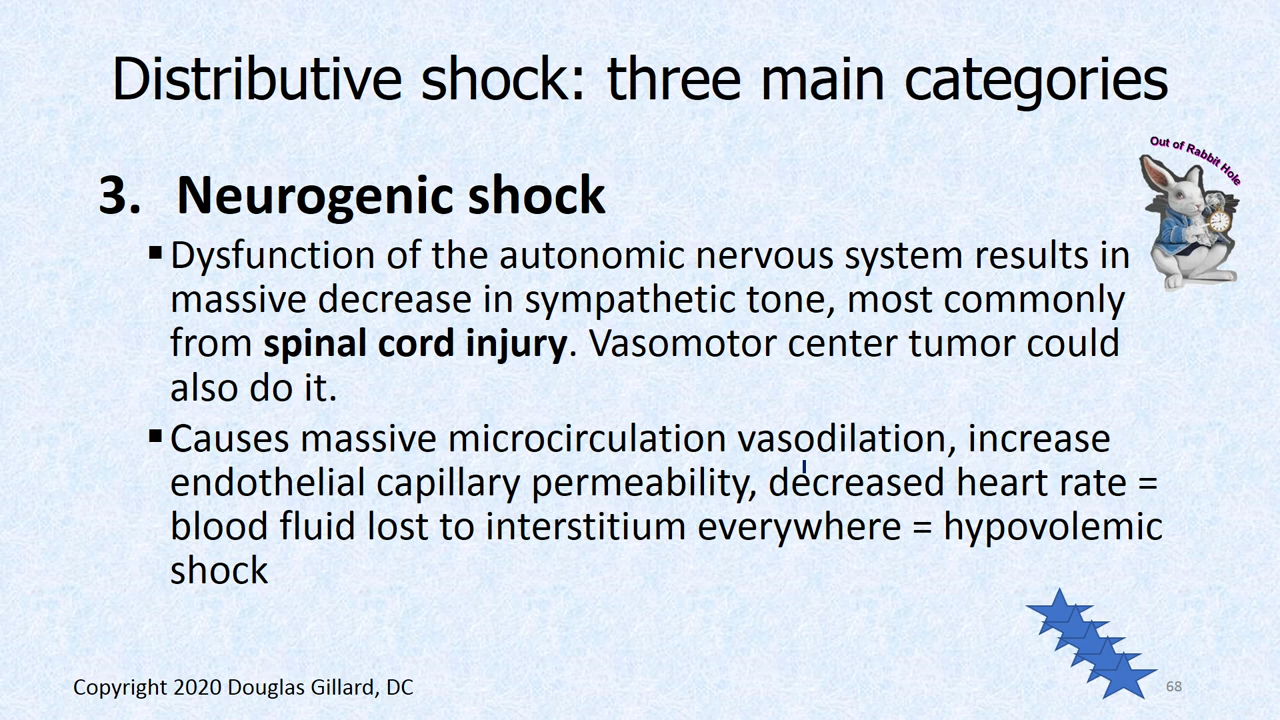 Distributive shock: three main categories
Out of Rabbit Hole
3. Neurogenic shock
▪ Dysfunction of the autonomic nervous system results in
massive decrease in sympathetic tone, most commonly
from spinal cord injury. Vasomotor center tumor could
also do it.
▪ Causes massive microcirculation vasodilation, increase
endothelial capillary permeability, decreased heart rate =
blood fluid lost to interstitium everywhere = hypovolemic
shock
Copyright 2020 Douglas Gillard, DC
68